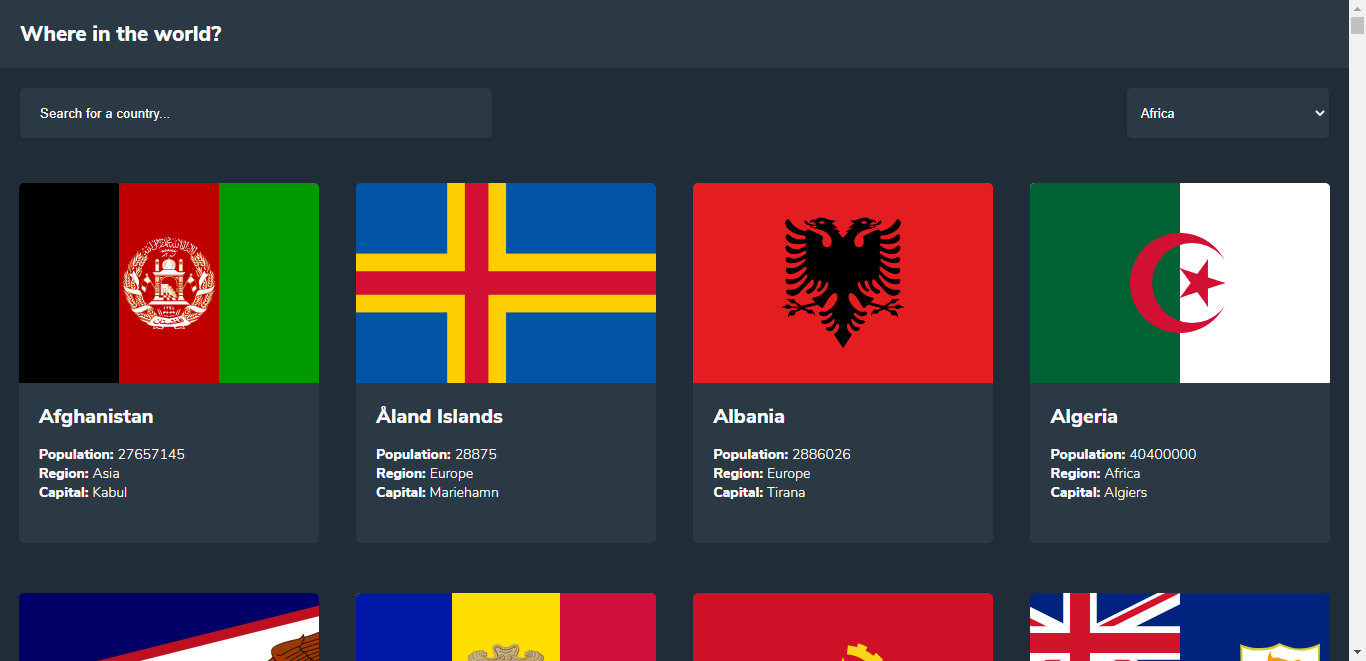 Where in the world?
Search for a country...
Africa
Afghanistan
Population: 27657145
Region: Asia
Capital: Kabul
Åland Islands
Population: 28875
Region: Europe
Capital: Mariehamn
Albania
Population: 2886026
Region: Europe
Capital: Tirana
Algeria
Population: 40400000
Region: Africa
Capital: Algiers